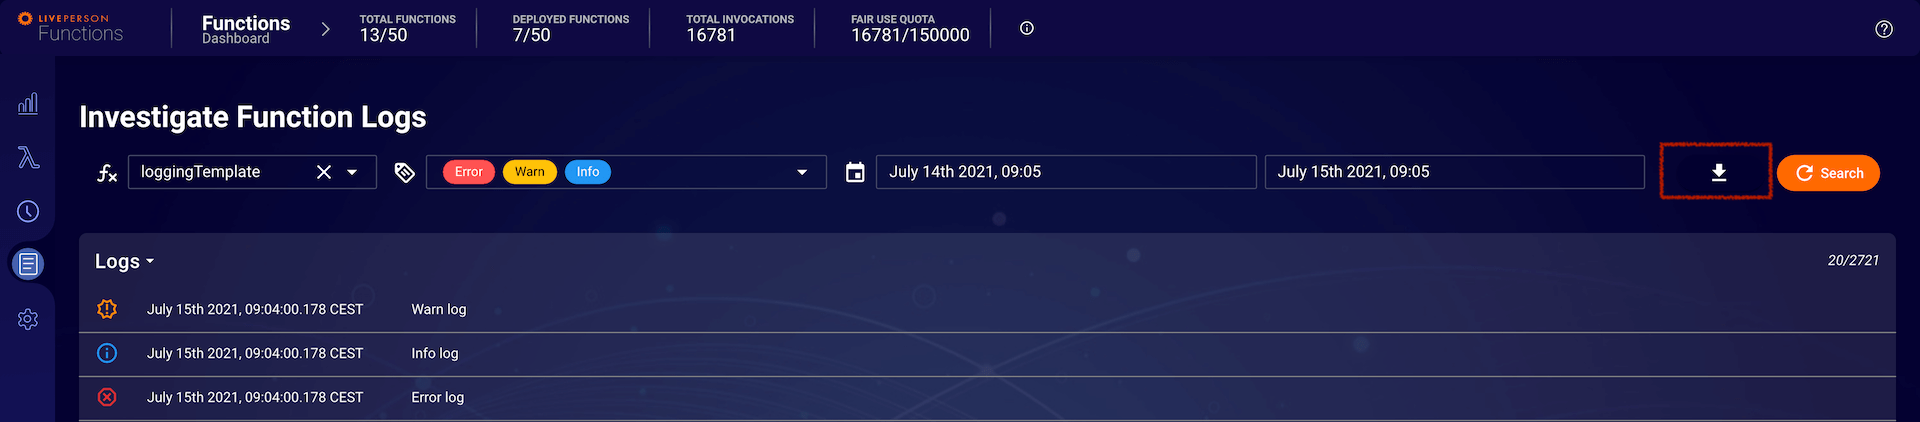 LIVEPERSON
Functions
Functions
Dashboard
TOTAL FUNCTIONS
13/50
DEPLOYED FUNCTIONS
7/50
TOTAL INVOCATIONS
16781
FAIR USE QUOTA
16781/150000
Investigate Function Logs
fx loggingTemplate Error Warn Info July 14th 2021, 09:05 July 15th 2021, 09:05 Search
Logs 20/2721
July 15th 2021, 09:04:00.178 CEST Warn log
July 15th 2021, 09:04:00.178 CEST Info log
July 15th 2021, 09:04:00.178 CEST Error log